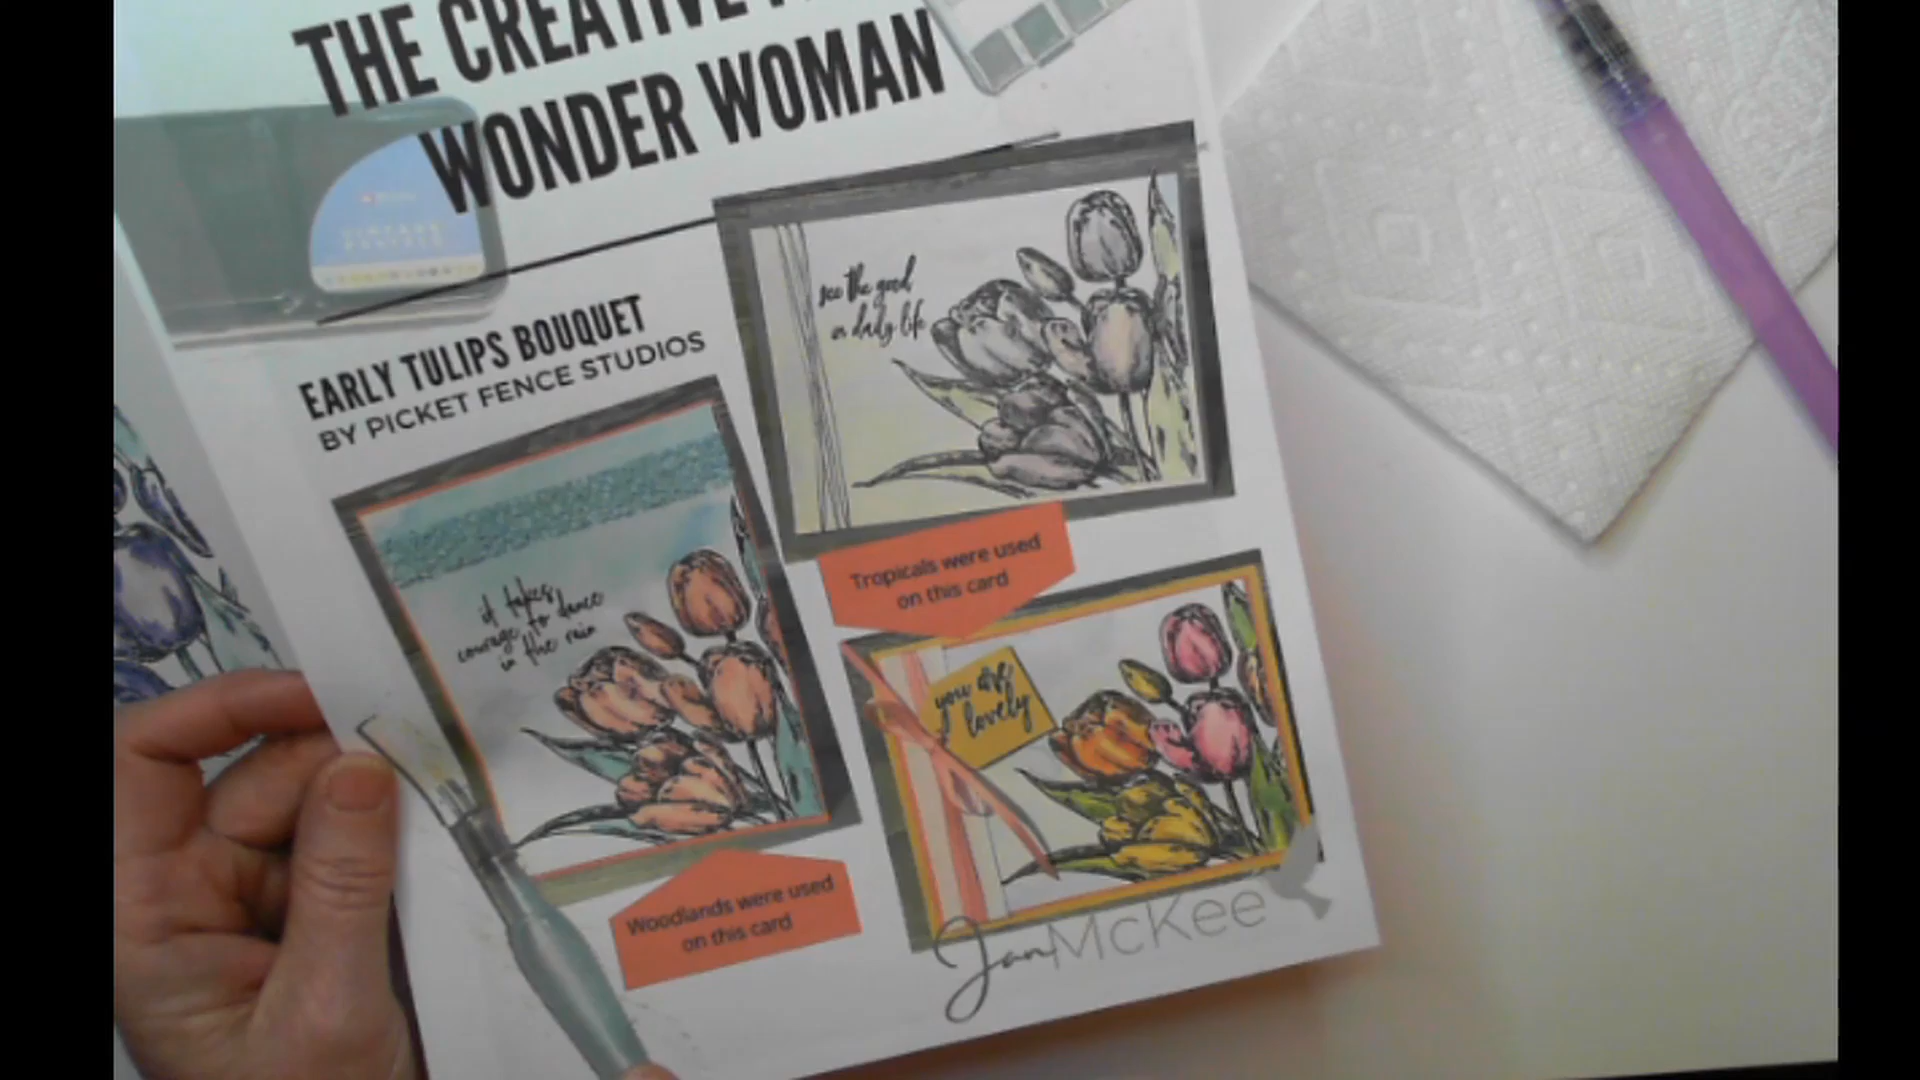 THE CREATIVE
WONDER WOMAN
EARLY TULIPS BOUQUET
BY PICKET FENCE STUDIOS
see the good
in daily life
Tropicals were used
on this card
it takes
courage to dance
in the rain
you are
lovely
Woodlands were used
on this card
Jan McKee